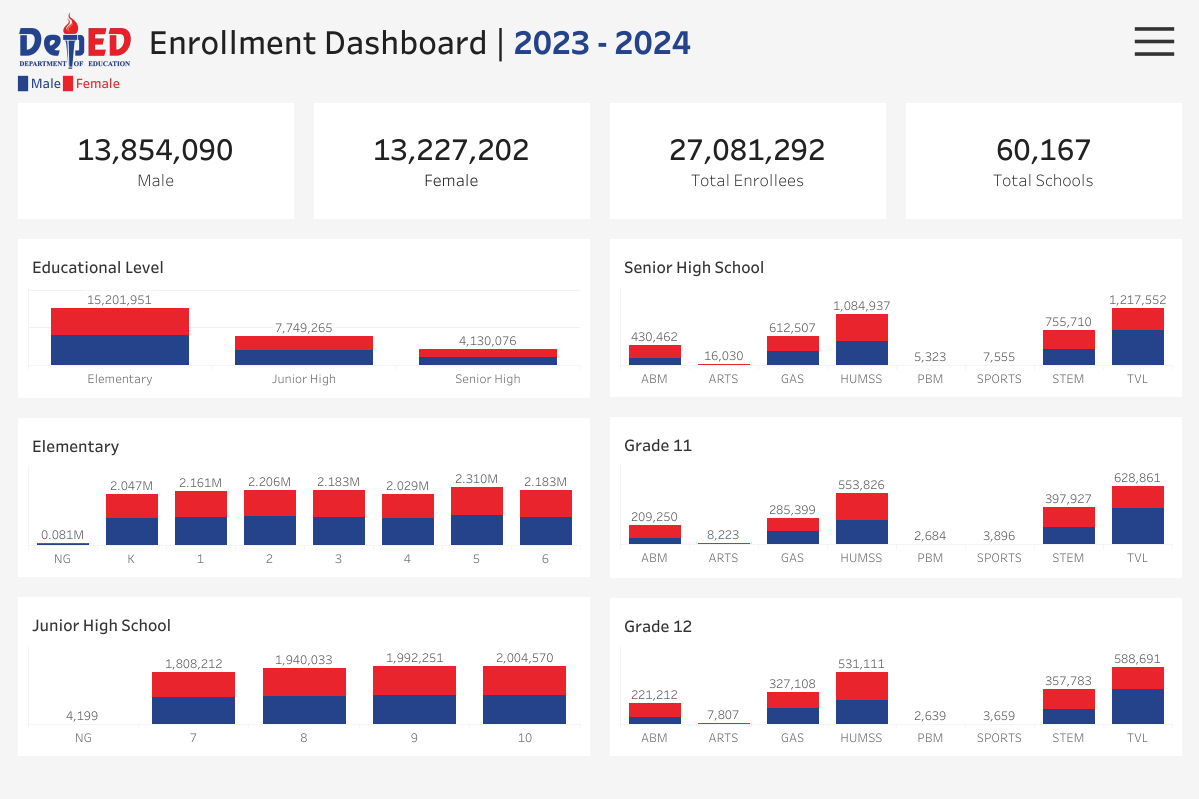 DepED
DEPARTMENT OF EDUCATION
Enrollment Dashboard | 2023 - 2024
Male Female
13,854,090
Male
13,227,202
Female
27,081,292
Total Enrollees
60,167
Total Schools
Educational Level
15,201,951
7,749,265
4,130,076
Elementary Junior High Senior High
Senior High School
430,462 16,030 612,507 1,084,937 5,323 7,555 755,710 1,217,552
ABM ARTS GAS HUMSS PBM SPORTS STEM TVL
Elementary
0.081M 2.047M 2.161M 2.206M 2.183M 2.029M 2.310M 2.183M
NG K 1 2 3 4 5 6
Grade 11
209,250 8,223 285,399 553,826 2,684 3,896 397,927 628,861
ABM ARTS GAS HUMSS PBM SPORTS STEM TVL
Junior High School
4,199 1,808,212 1,940,033 1,992,251 2,004,570
NG 7 8 9 10
Grade 12
221,212 7,807 327,108 531,111 2,639 3,659 357,783 588,691
ABM ARTS GAS HUMSS PBM SPORTS STEM TVL